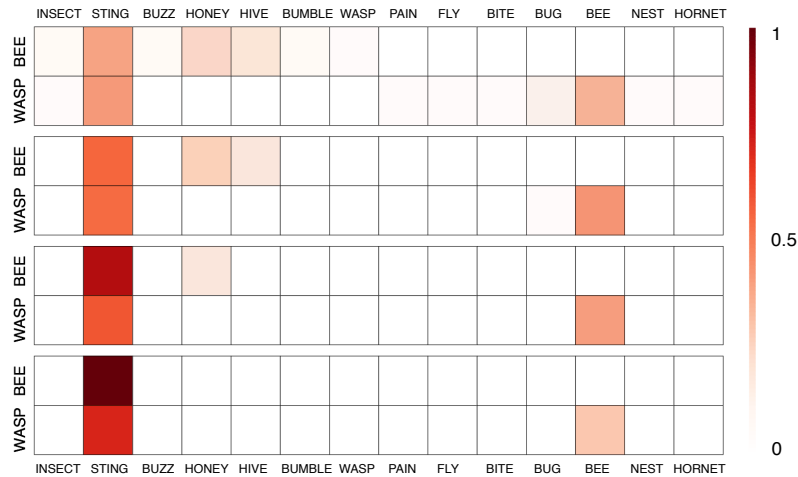 INSECT STING BUZZ HONEY HIVE BUMBLE WASP PAIN FLY BITE BUG BEE NEST HORNET
1
BEE
WASP
BEE
WASP
0.5
BEE
WASP
BEE
WASP
0
INSECT STING BUZZ HONEY HIVE BUMBLE WASP PAIN FLY BITE BUG BEE NEST HORNET